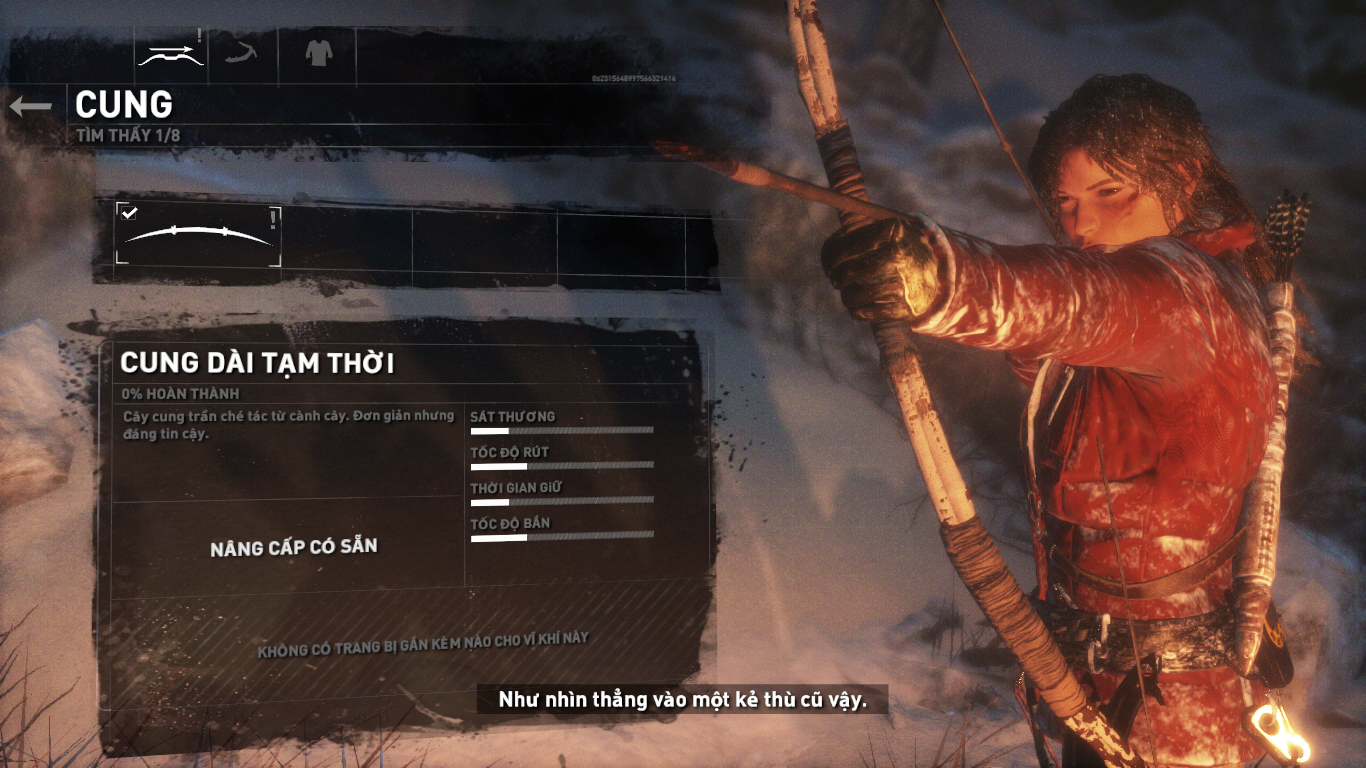 0x2315648997566321416
CUNG
TÌM THẤY 1/8
CUNG DÀI TẠM THỜI
0% HOÀN THÀNH
Cây cung trần ché tác từ cành cây. Đơn giản nhưng
đáng tin cậy.
SÁT THƯƠNG
TỐC ĐỘ RÚT
THỜI GIAN GIỮ
TỐC ĐỘ BẮN
NÂNG CẤP CÓ SẴN
KHÔNG CÓ TRANG BỊ GẮN KÈM NÀO CHO VĨ KHÍ NÀY
Như nhìn thẳng vào một kẻ thù cũ vậy.